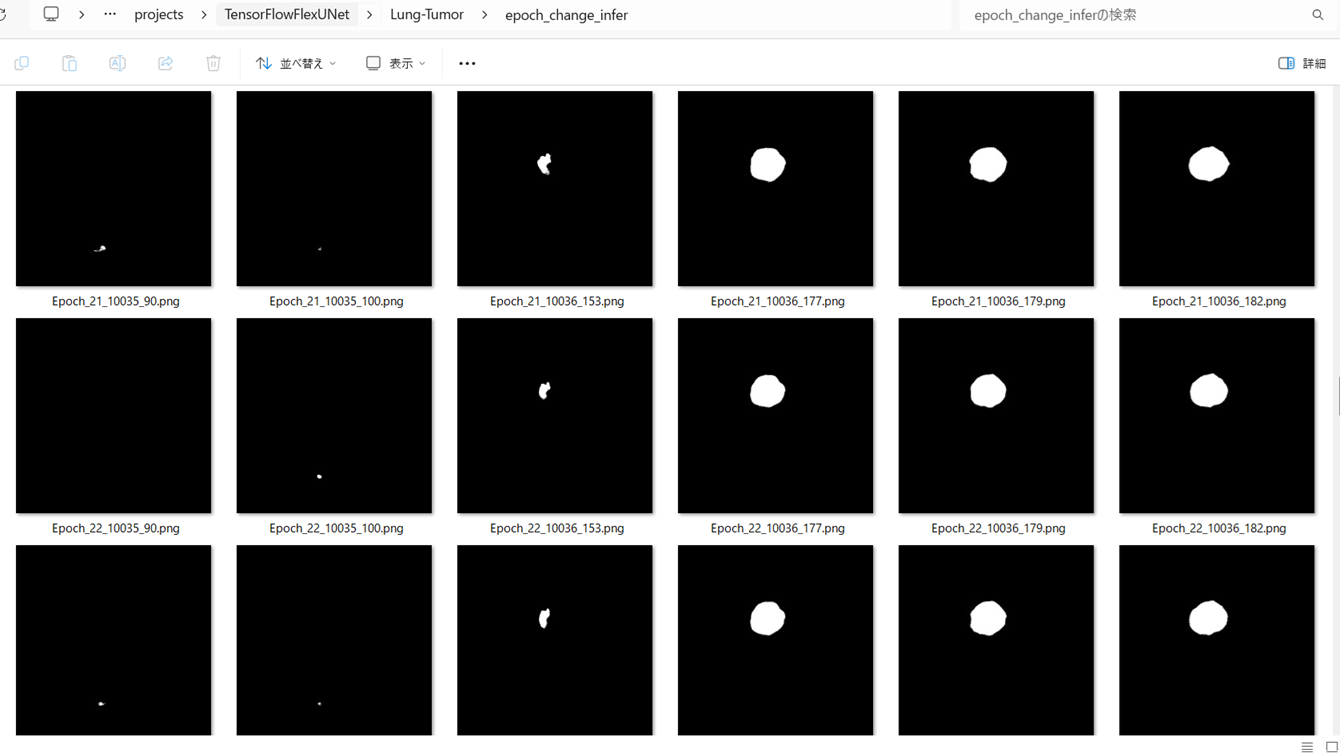 projects > TensorFlowFlexUNet > Lung-Tumor > epoch_change_infer
epoch_change_inferの検索
並べ替え
表示
詳細
Epoch_21_10035_90.png
Epoch_21_10035_100.png
Epoch_21_10036_153.png
Epoch_21_10036_177.png
Epoch_21_10036_179.png
Epoch_21_10036_182.png
Epoch_22_10035_90.png
Epoch_22_10035_100.png
Epoch_22_10036_153.png
Epoch_22_10036_177.png
Epoch_22_10036_179.png
Epoch_22_10036_182.png